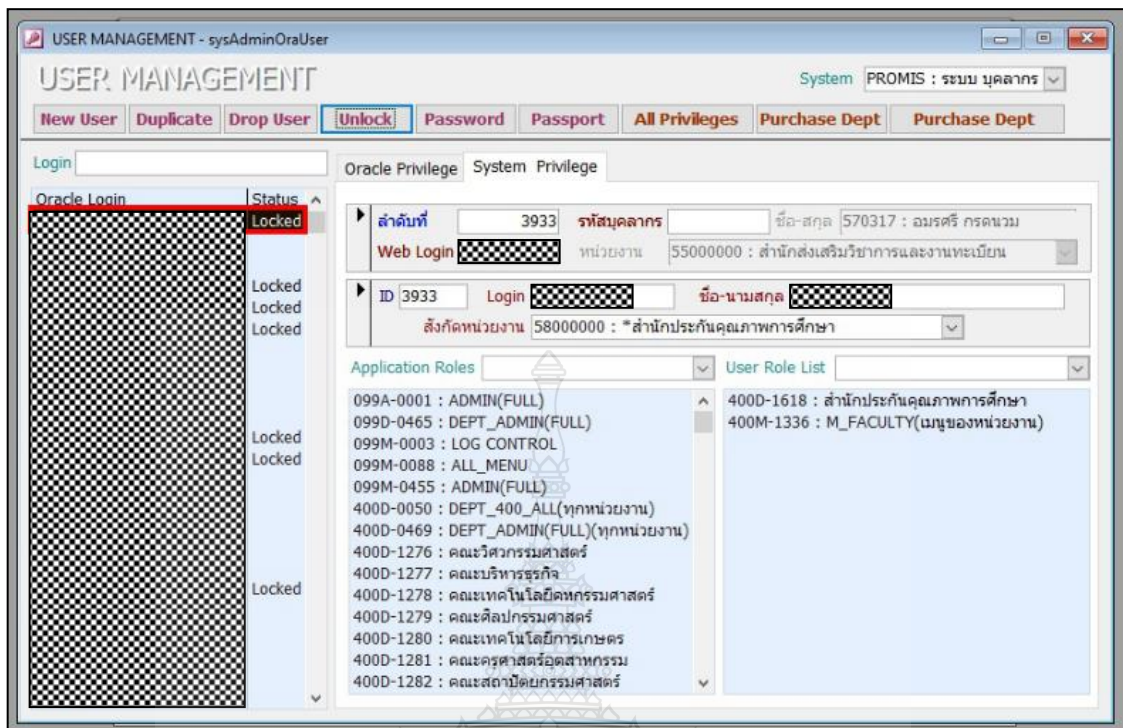 USER MANAGEMENT - sysAdminOraUser
USER MANAGEMENT System PROMIS : ระบบ บุคลากร
New User Duplicate Drop User Unlock Password Passport All Privileges Purchase Dept Purchase Dept
Login
Oracle Privilege System Privilege
Oracle Login Status
Locked
Locked
Locked
Locked
Locked
Locked
Locked
ลำดับที่ 3933 รหัสบุคลากร ชื่อ-สกุล 570317 : อมรศรี กรดนวม
Web Login หน่วยงาน 55000000 : สำนักส่งเสริมวิชาการและงานทะเบียน
ID 3933 Login ชื่อ-นามสกุล
สังกัดหน่วยงาน 58000000 : *สำนักประกันคุณภาพการศึกษา
Application Roles
099A-0001 : ADMIN(FULL)
099D-0465 : DEPT_ADMIN(FULL)
099M-0003 : LOG CONTROL
099M-0088 : ALL_MENU
099M-0455 : ADMIN(FULL)
400D-0050 : DEPT_400_ALL(ทุกหน่วยงาน)
400D-0469 : DEPT_ADMIN(FULL)(ทุกหน่วยงาน)
400D-1276 : คณะวิศวกรรมศาสตร์
400D-1277 : คณะบริหารธุรกิจ
400D-1278 : คณะเทคโนโลยีคหกรรมศาสตร์
400D-1279 : คณะศิลปกรรมศาสตร์
400D-1280 : คณะเทคโนโลยีการเกษตร
400D-1281 : คณะครุศาสตร์อุตสาหกรรม
400D-1282 : คณะสถาปัตยกรรมศาสตร์
User Role List
400D-1618 : สำนักประกันคุณภาพการศึกษา
400M-1336 : M_FACULTY(เมนูของหน่วยงาน)